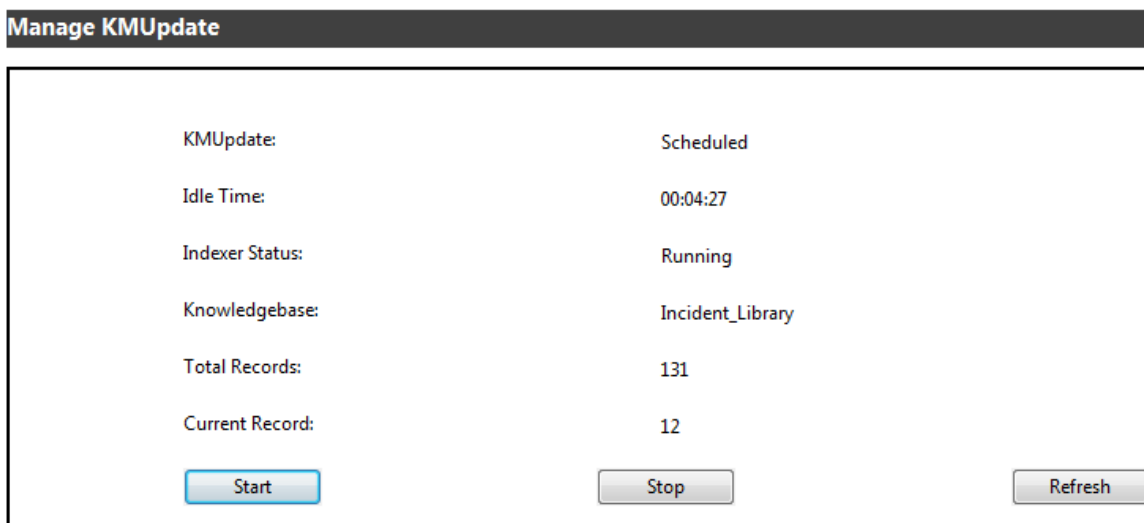 Manage KMUpdate
KMUpdate: Scheduled
Idle Time: 00:04:27
Indexer Status: Running
Knowledgebase: Incident_Library
Total Records: 131
Current Record: 12
Start Stop Refresh